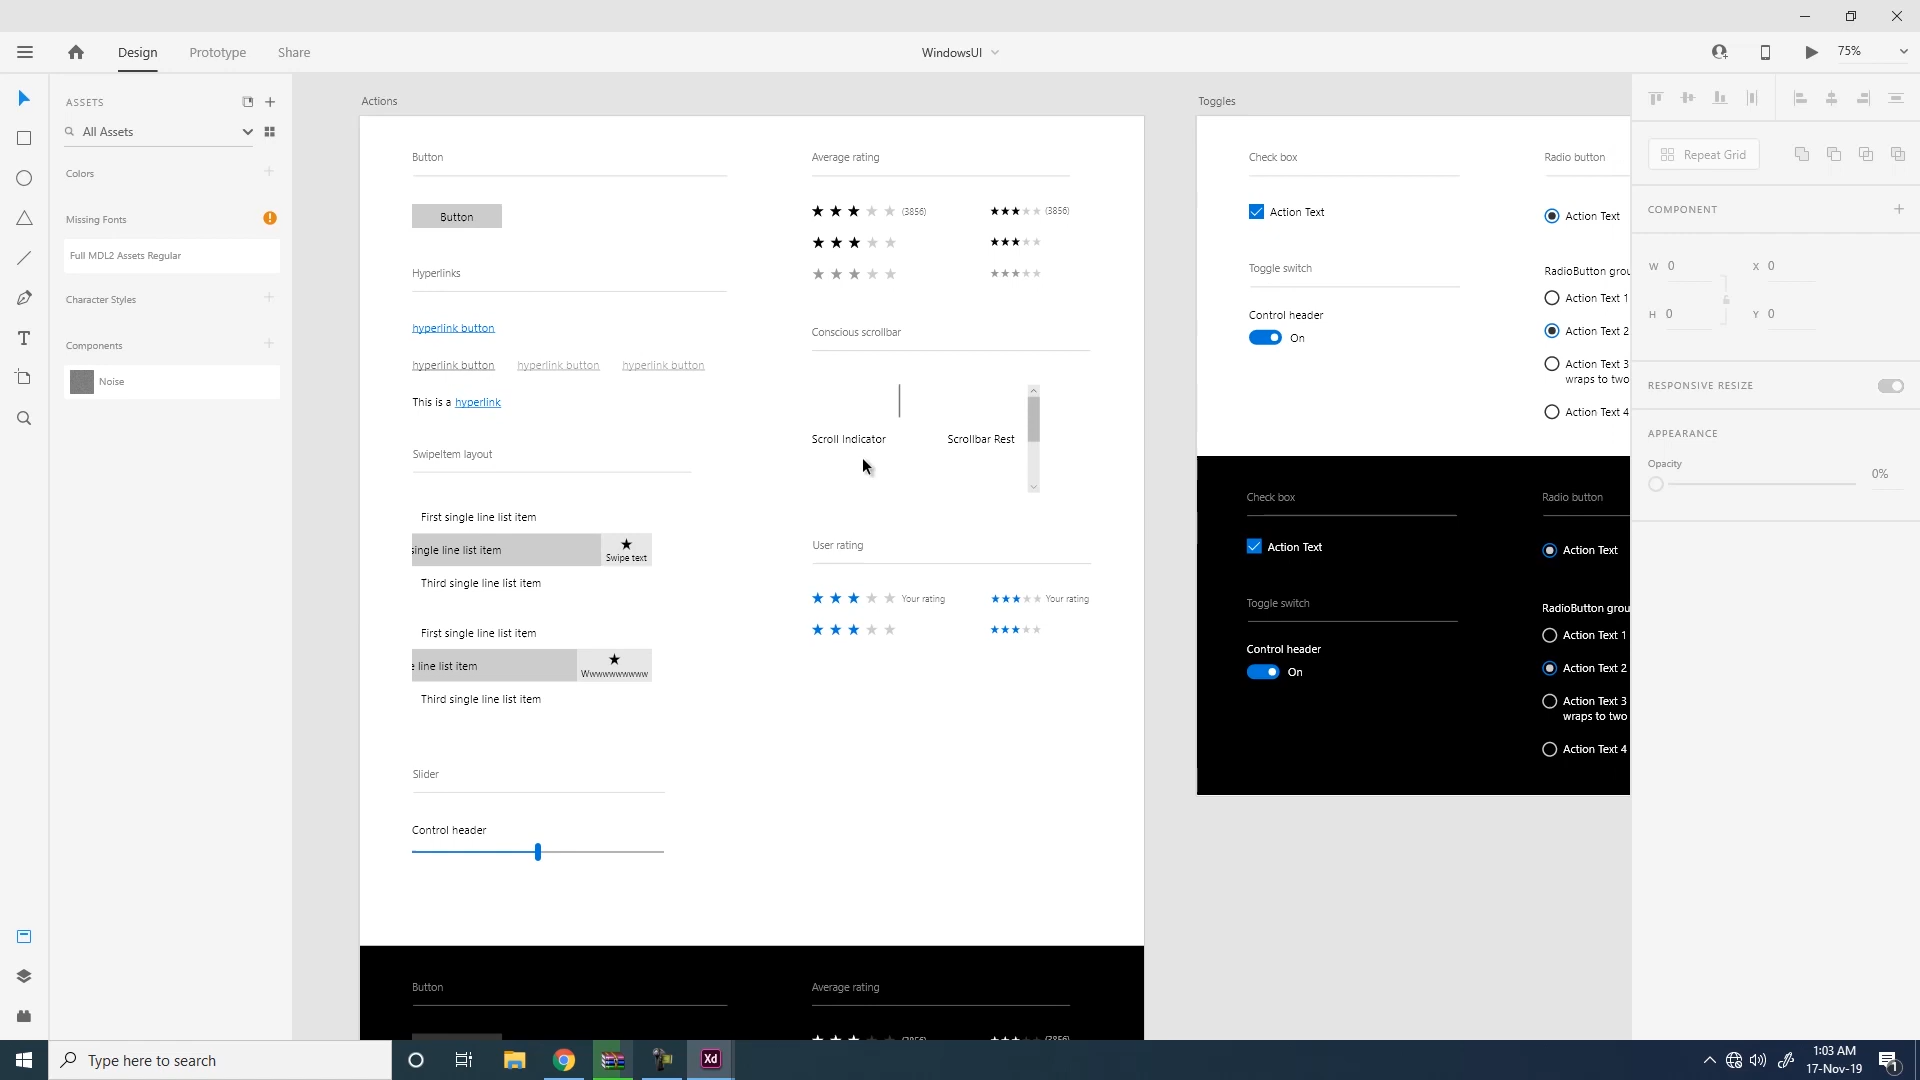 Design
Prototype
Share
WindowsUI
75%
ASSETS
All Assets
Colors
Missing Fonts
Full MDL2 Assets Regular
Character Styles
Components
Noise
Actions
Button
Button
Hyperlinks
hyperlink button
hyperlink button
hyperlink button
hyperlink button
This is a hyperlink
SwipeItem layout
First single line list item
single line list item
Swipe text
Third single line list item
First single line list item
line list item
Wwwwwwwwww
Third single line list item
Slider
Control header
Average rating
(3856)
(3856)
Conscious scrollbar
Scroll Indicator
Scrollbar Rest
User rating
Your rating
Your rating
Button
Average rating
Toggles
Check box
Action Text
Toggle switch
Control header
On
Radio button
Action Text
RadioButton grou
Action Text 1
Action Text 2
Action Text 3
wraps to two
Action Text 4
Check box
Action Text
Toggle switch
Control header
On
Radio button
Action Text
RadioButton grou
Action Text 1
Action Text 2
Action Text 3
wraps to two
Action Text 4
Repeat Grid
COMPONENT
W 0
X 0
H 0
Y 0
RESPONSIVE RESIZE
APPEARANCE
Opacity
0%
Type here to search
Xd
1:03 AM
17-Nov-19
1